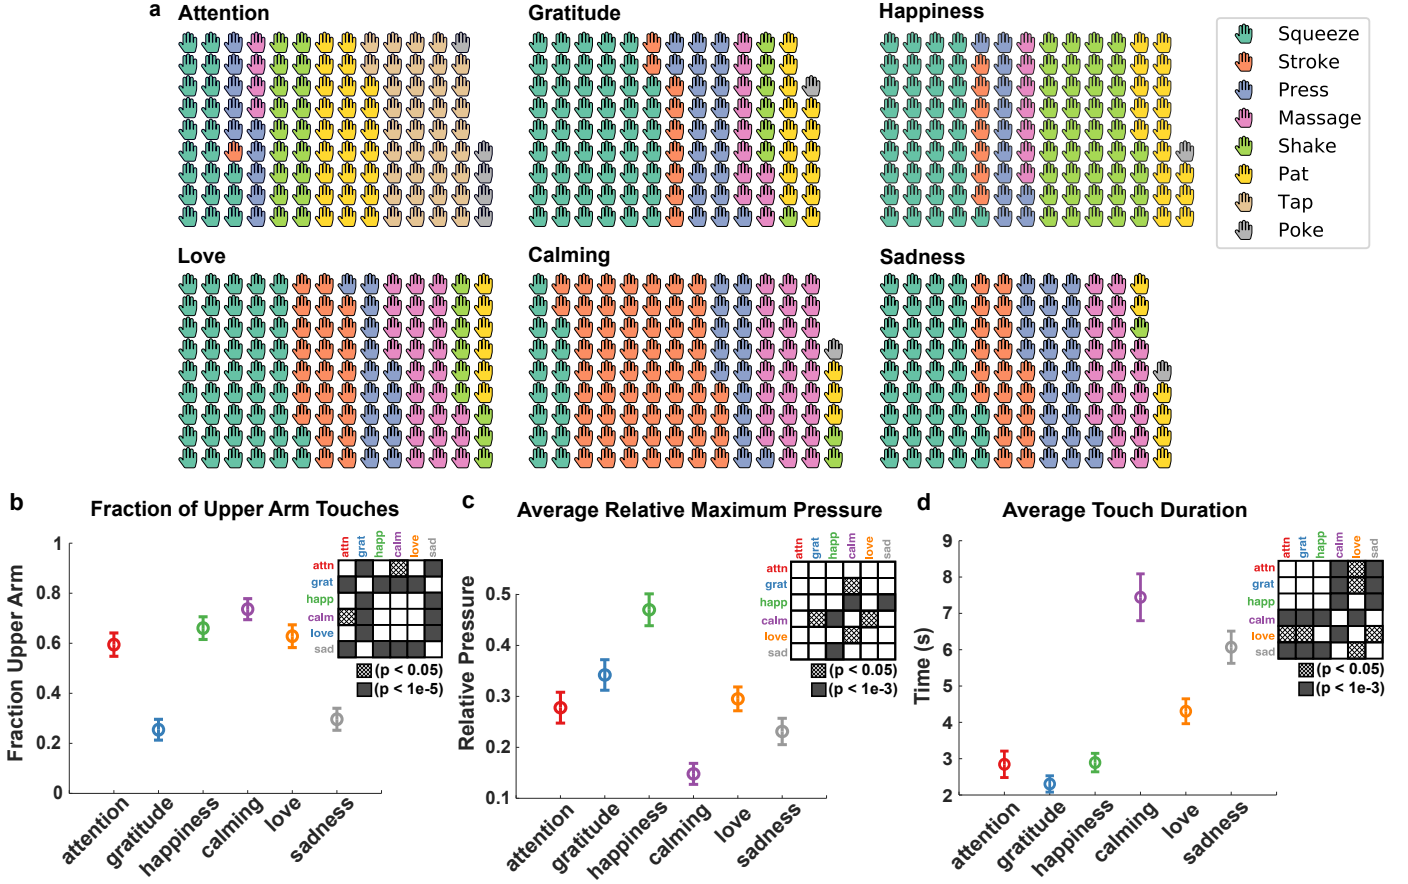 a
Attention
Gratitude
Happiness
Squeeze
Stroke
Press
Massage
Shake
Pat
Tap
Poke
Love
Calming
Sadness
b
Fraction of Upper Arm Touches
Fraction Upper Arm
1
0.8
0.6
0.4
0.2
0
attention
gratitude
happiness
calming
love
sadness
attn
grat
happ
calm
love
sad
attn
grat
happ
calm
love
sad
(p < 0.05)
(p < 1e-5)
c
Average Relative Maximum Pressure
Relative Pressure
0.5
0.4
0.3
0.2
0.1
attention
gratitude
happiness
calming
love
sadness
attn
grat
happ
calm
love
sad
attn
grat
happ
calm
love
sad
(p < 0.05)
(p < 1e-3)
d
Average Touch Duration
Time (s)
9
8
7
6
5
4
3
2
attention
gratitude
happiness
calming
love
sadness
attn
grat
happ
calm
love
sad
attn
grat
happ
calm
love
sad
(p < 0.05)
(p < 1e-3)